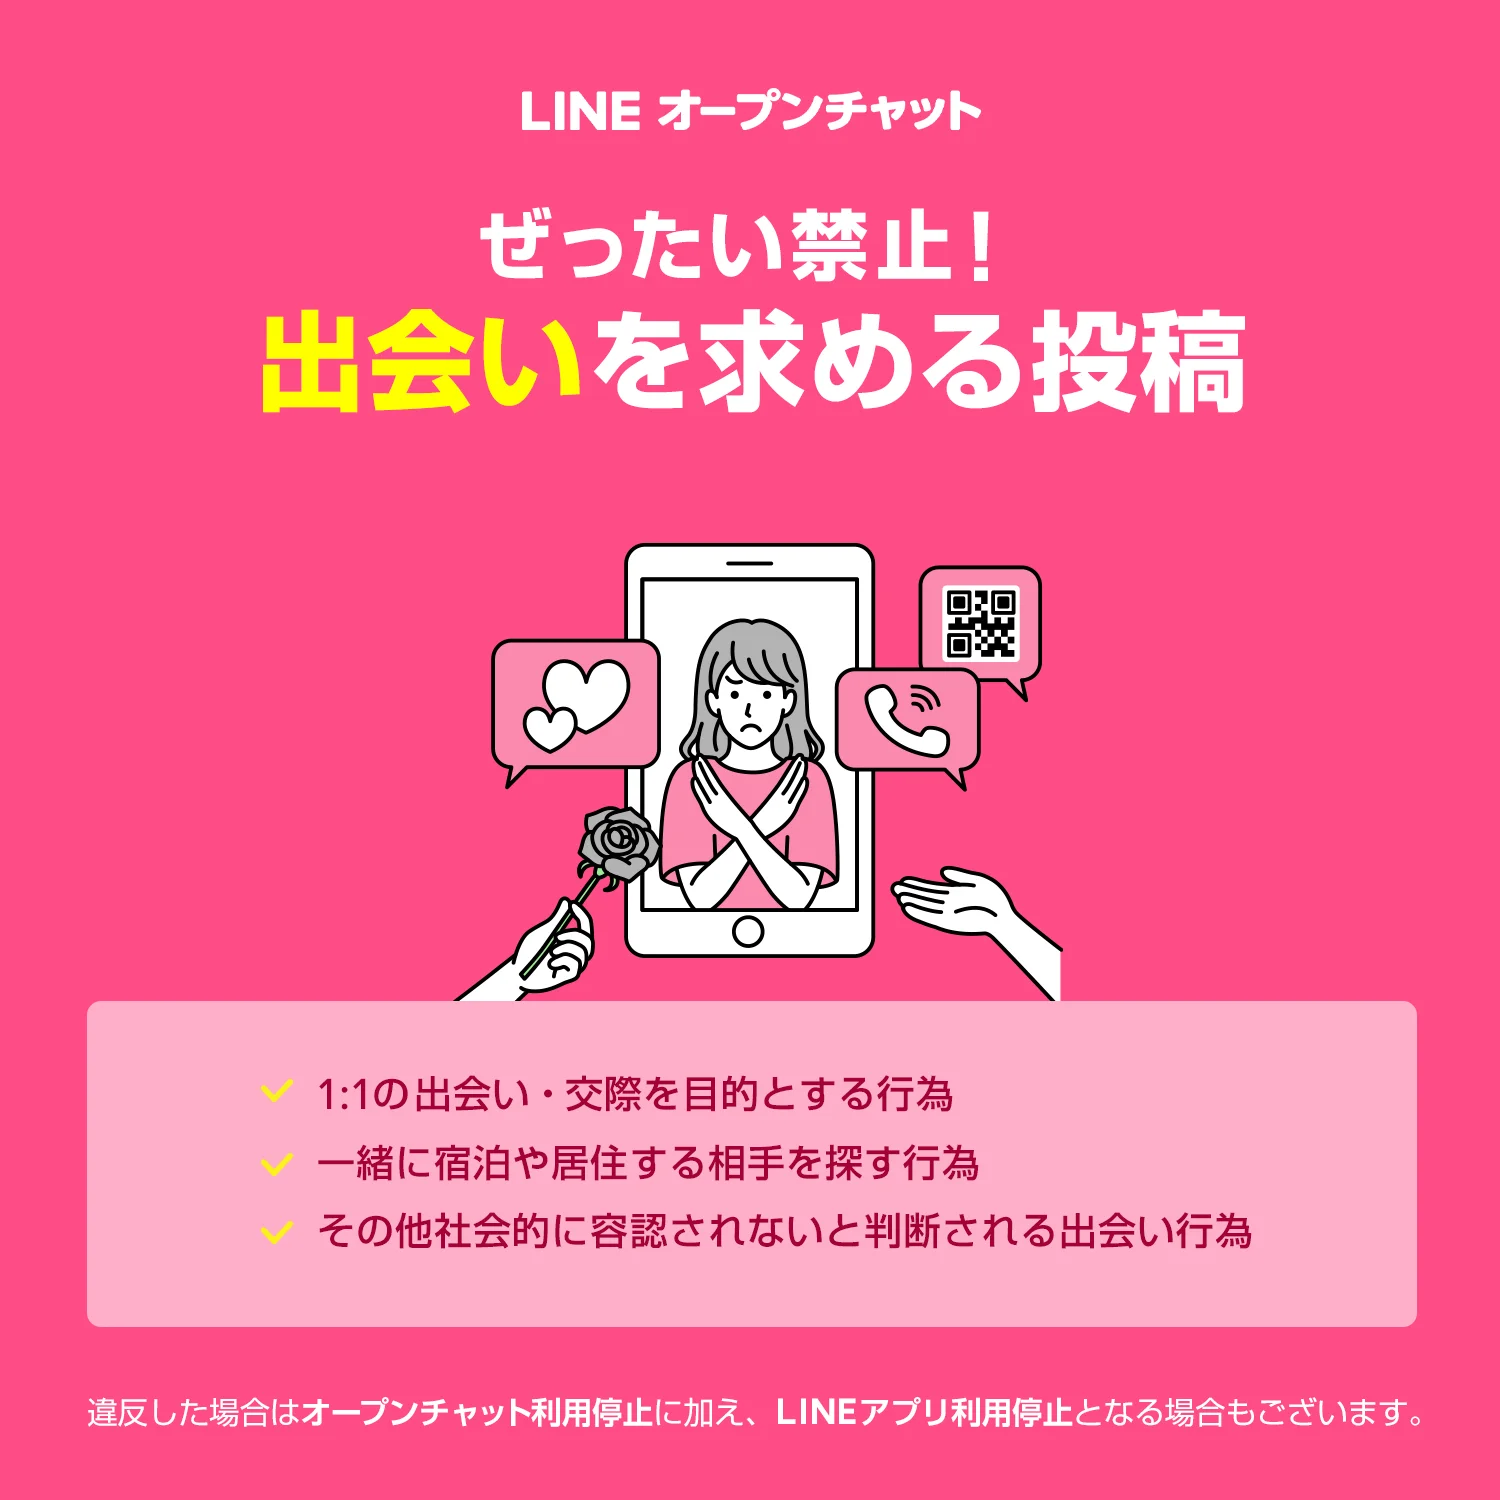 LINE オープンチャット
ぜったい禁止！
出会いを求める投稿
1:1の出会い・交際を目的とする行為
一緒に宿泊や居住する相手を探す行為
その他社会的に容認されないと判断される出会い行為
違反した場合はオープンチャット利用停止に加え、LINEアプリ利用停止となる場合もございます。